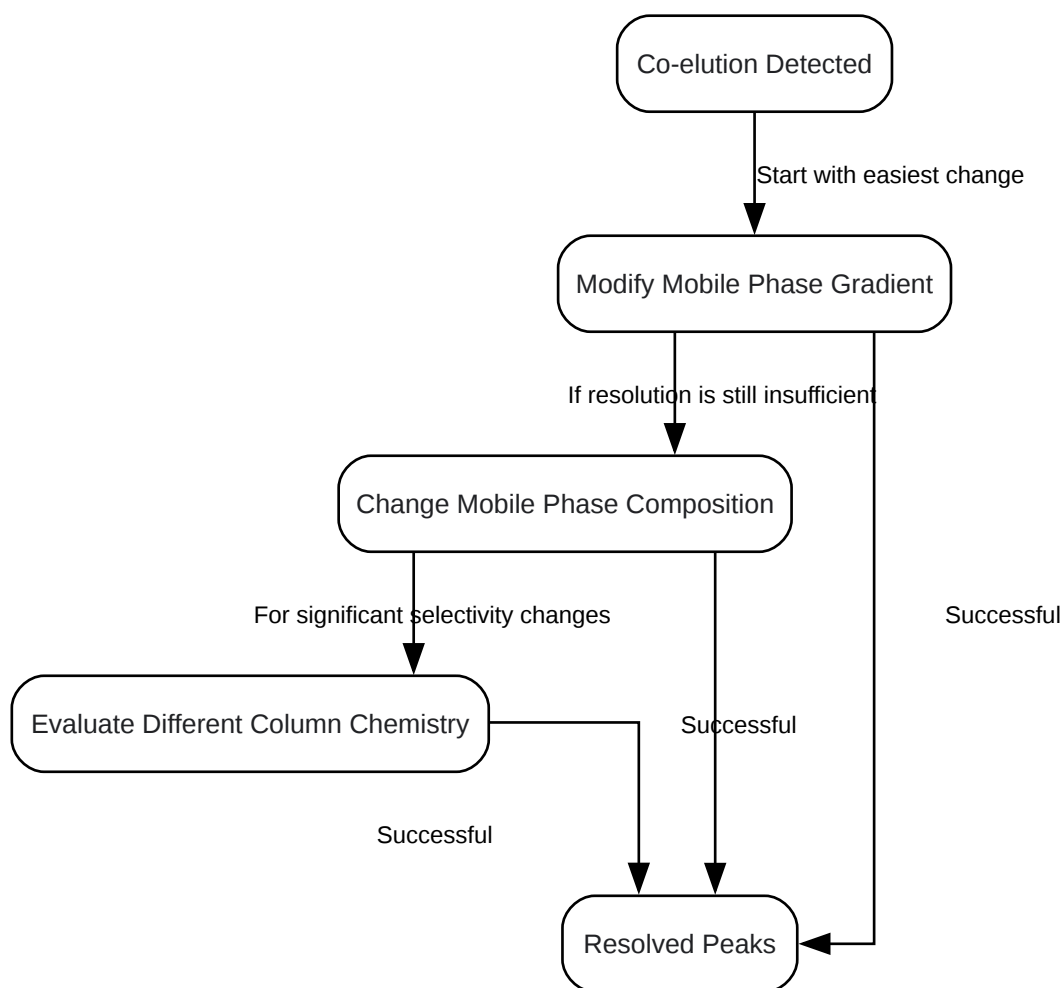 Co-elution Detected
Start with easiest change
Modify Mobile Phase Gradient
If resolution is still insufficient
Change Mobile Phase Composition
For significant selectivity changes
Successful
Evaluate Different Column Chemistry
Successful
Successful
Resolved Peaks